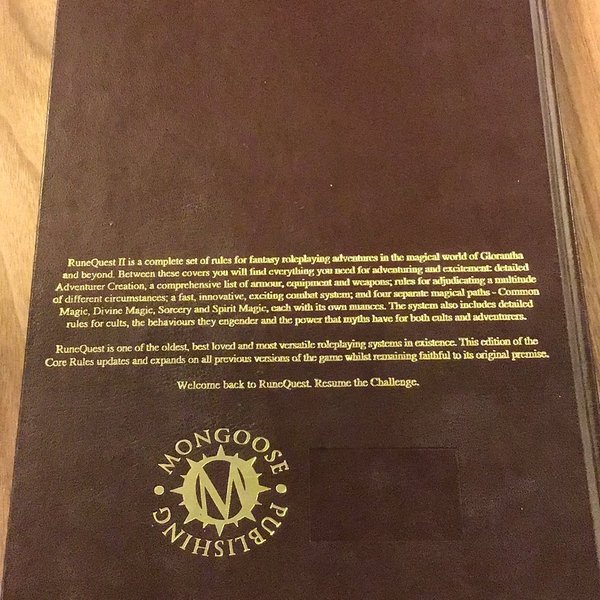 RuneQuest II is a complete set of rules for fantasy roleplaying adventures in the magical world of Glorantha
and beyond. Between these covers you will find everything you need for adventuring and excitement: detailed
Adventurer Creation, a comprehensive list of armour, equipment and weapons; rules for adjudicating a multitude
of different circumstances; a fast, innovative, exciting combat system; and four separate magical paths - Common
Magic, Divine Magic, Sorcery and Spirit Magic, each with its own nuances. The system also includes detailed
rules for cults, the behaviours they engender and the power that myths have for both cults and adventurers.
RuneQuest is one of the oldest, best loved and most versatile roleplaying systems in existence. This edition of the
Core Rules updates and expands on all previous versions of the game whilst remaining faithful to its original premise.
Welcome back to RuneQuest. Resume the Challenge.
MONGOOSE
M
PUBLISHING